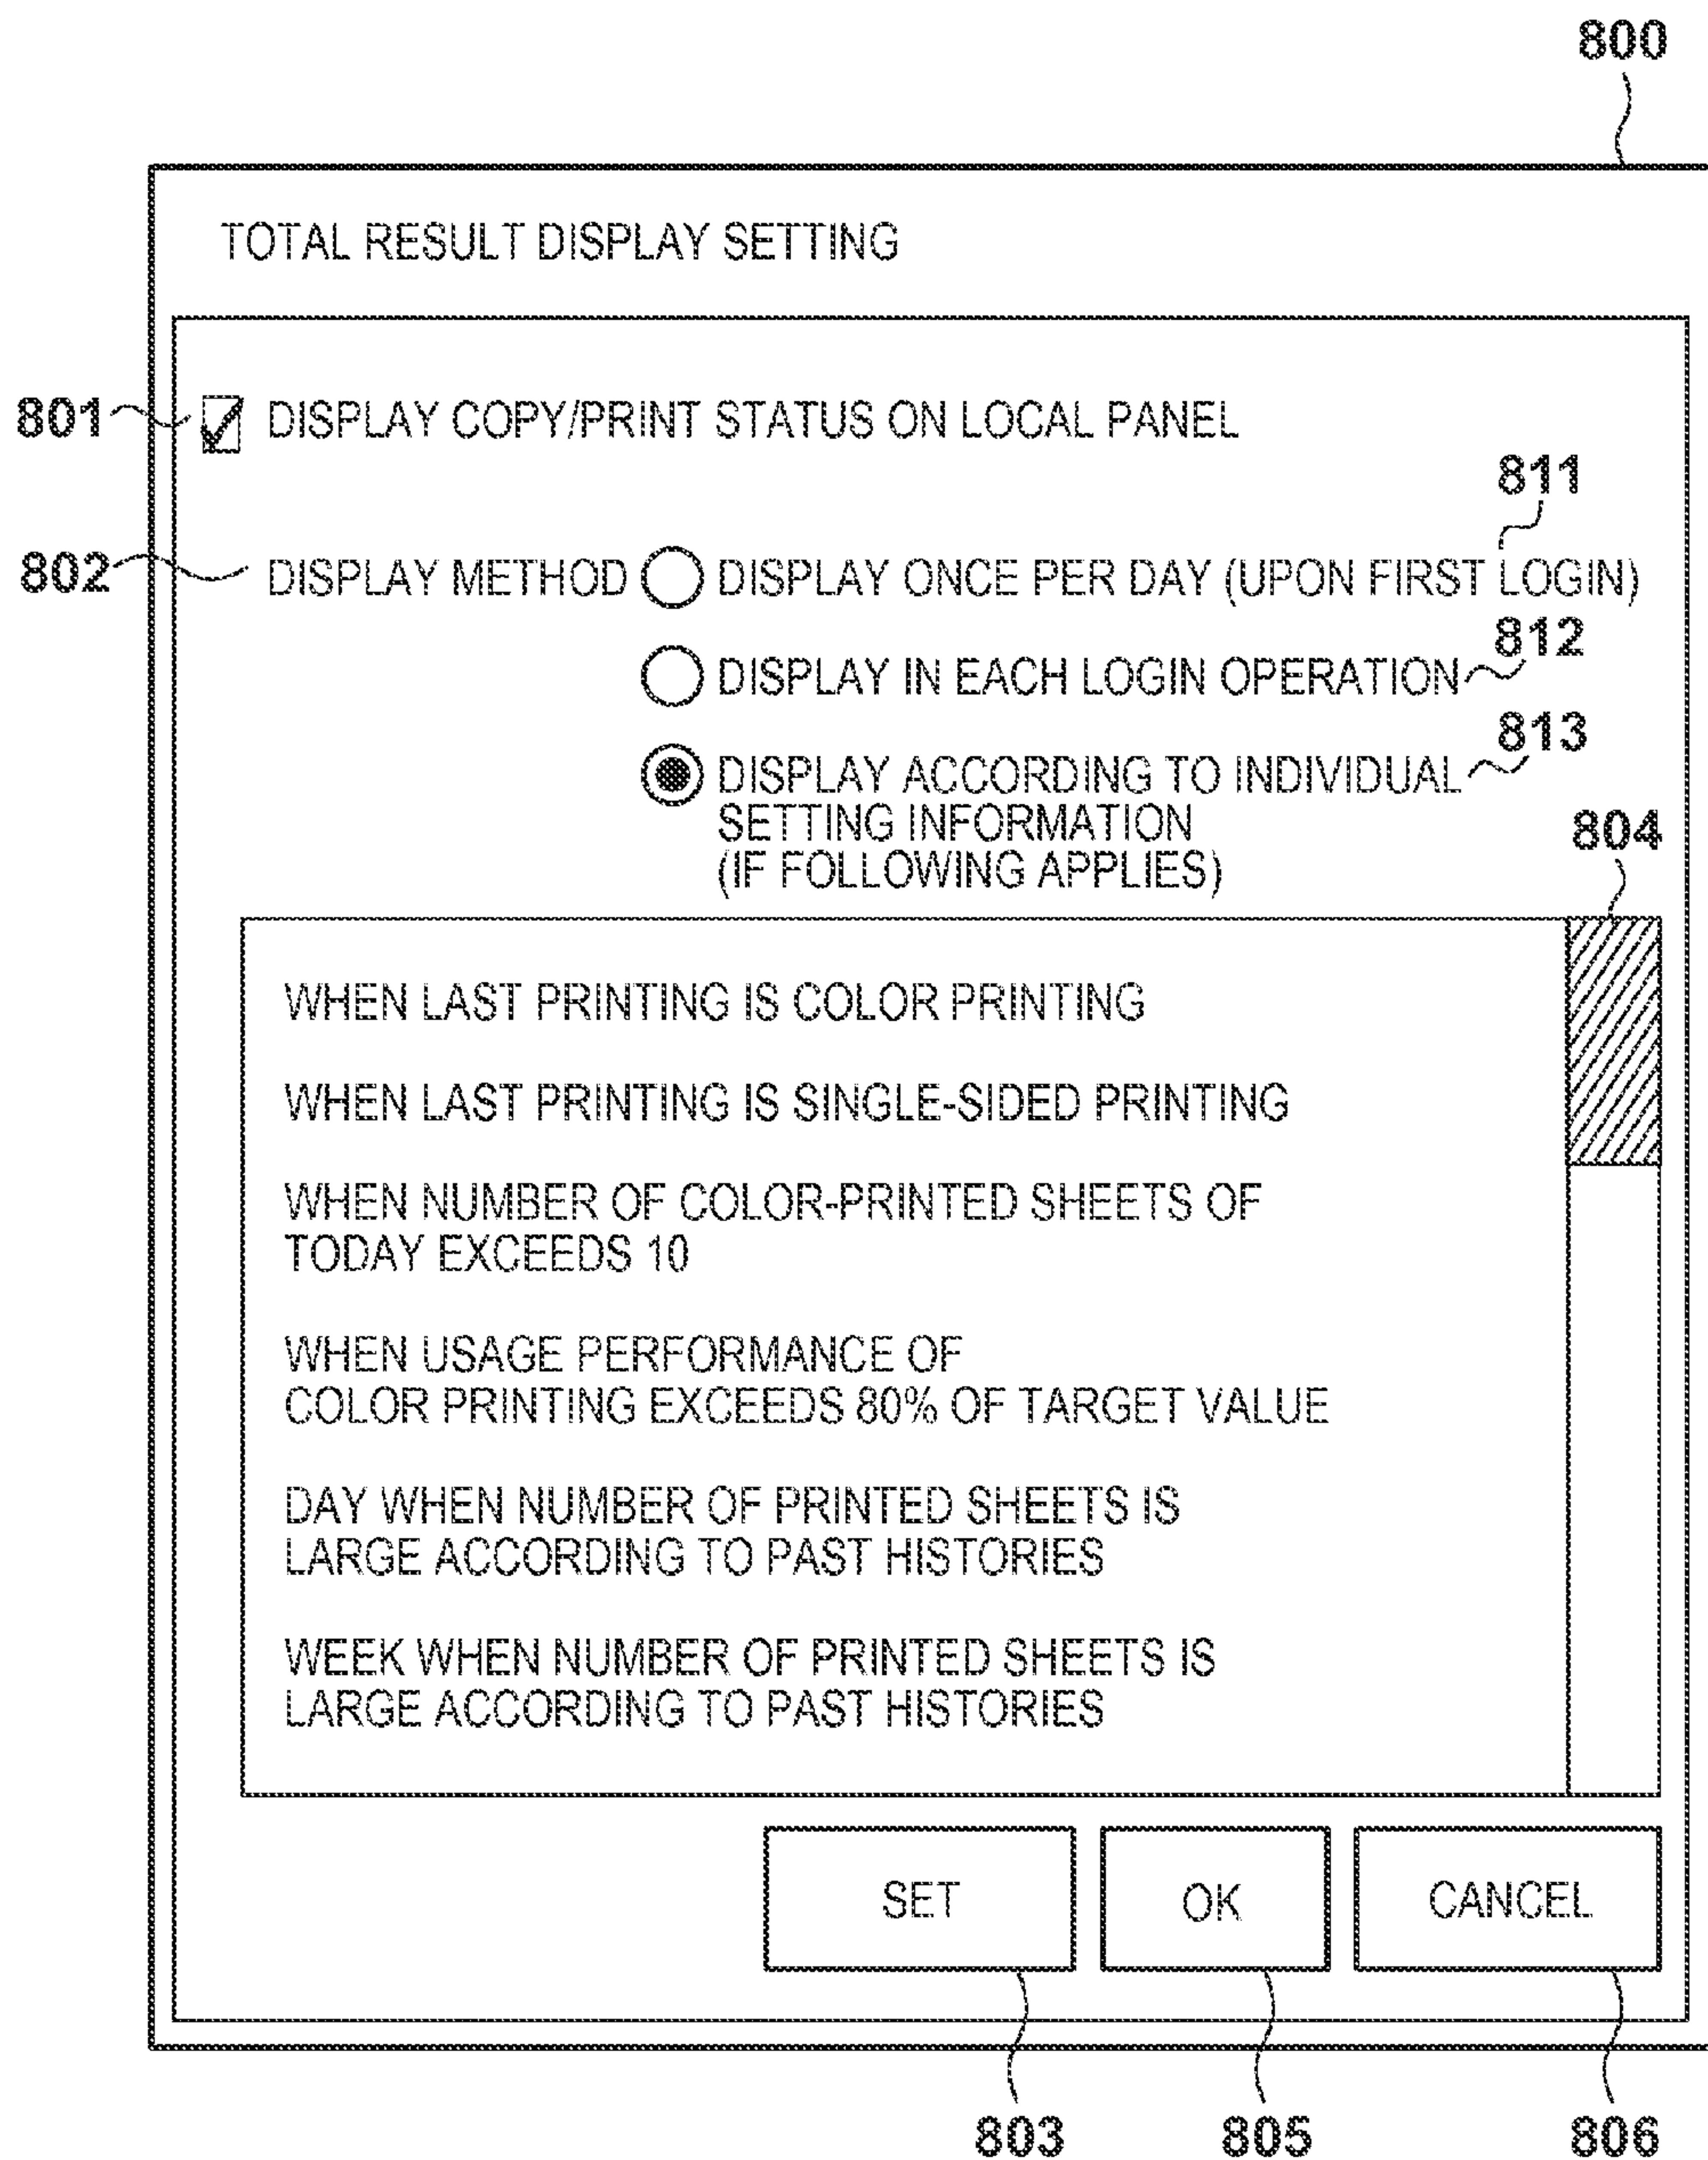 800
TOTAL RESULT DISPLAY SETTING
801 DISPLAY COPY/PRINT STATUS ON LOCAL PANEL
811
802 DISPLAY METHOD DISPLAY ONCE PER DAY (UPON FIRST LOGIN)
812
DISPLAY IN EACH LOGIN OPERATION
813
DISPLAY ACCORDING TO INDIVIDUAL
SETTING INFORMATION
(IF FOLLOWING APPLIES)
804
WHEN LAST PRINTING IS COLOR PRINTING
WHEN LAST PRINTING IS SINGLE-SIDED PRINTING
WHEN NUMBER OF COLOR-PRINTED SHEETS OF
TODAY EXCEEDS 10
WHEN USAGE PERFORMANCE OF
COLOR PRINTING EXCEEDS 80% OF TARGET VALUE
DAY WHEN NUMBER OF PRINTED SHEETS IS
LARGE ACCORDING TO PAST HISTORIES
WEEK WHEN NUMBER OF PRINTED SHEETS IS
LARGE ACCORDING TO PAST HISTORIES
SET OK CANCEL
803 805 806